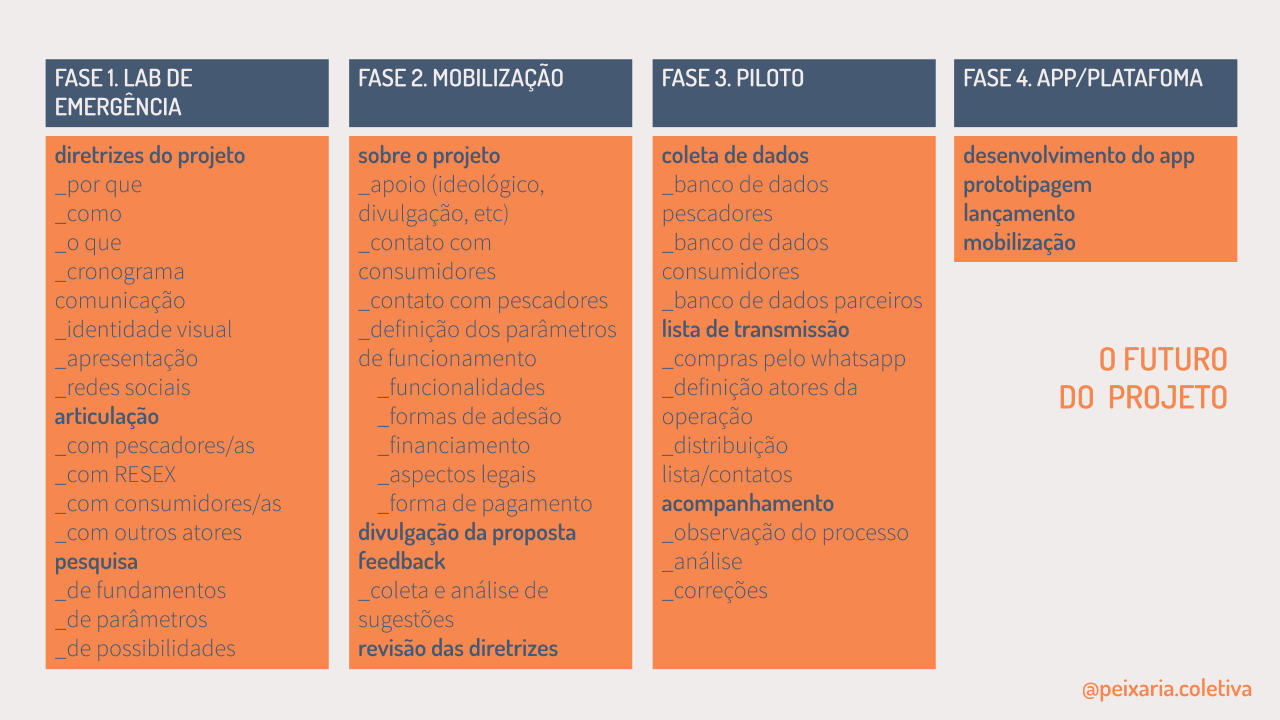 FASE 1. LAB DE
EMERGÊNCIA
diretrizes do projeto
_por que
_como
_o que
_cronograma
comunicação
_identidade visual
_apresentação
_redes sociais
articulação
_com pescadores/as
_com RESEX
_com consumidores/as
_com outros atores
pesquisa
_de fundamentos
_de parâmetros
_de possibilidades
FASE 2. MOBILIZAÇÃO
sobre o projeto
_apoio (ideológico,
divulgação, etc)
_contato com
consumidores
_contato com pescadores
_definição dos parâmetros
de funcionamento
_funcionalidades
_formas de adesão
_financiamento
_aspectos legais
_forma de pagamento
divulgação da proposta
feedback
_coleta e análise de
sugestões
revisão das diretrizes
FASE 3. PILOTO
coleta de dados
_banco de dados
pescadores
_banco de dados
consumidores
_banco de dados parceiros
lista de transmissão
_compras pelo whatsapp
_definição atores da
operação
_distribuição
lista/contatos
acompanhamento
_observação do processo
_análise
_correções
FASE 4. APP/PLATAFOMA
desenvolvimento do app
prototipagem
lançamento
mobilização
O FUTURO
DO PROJETO
@peixaria.coletiva